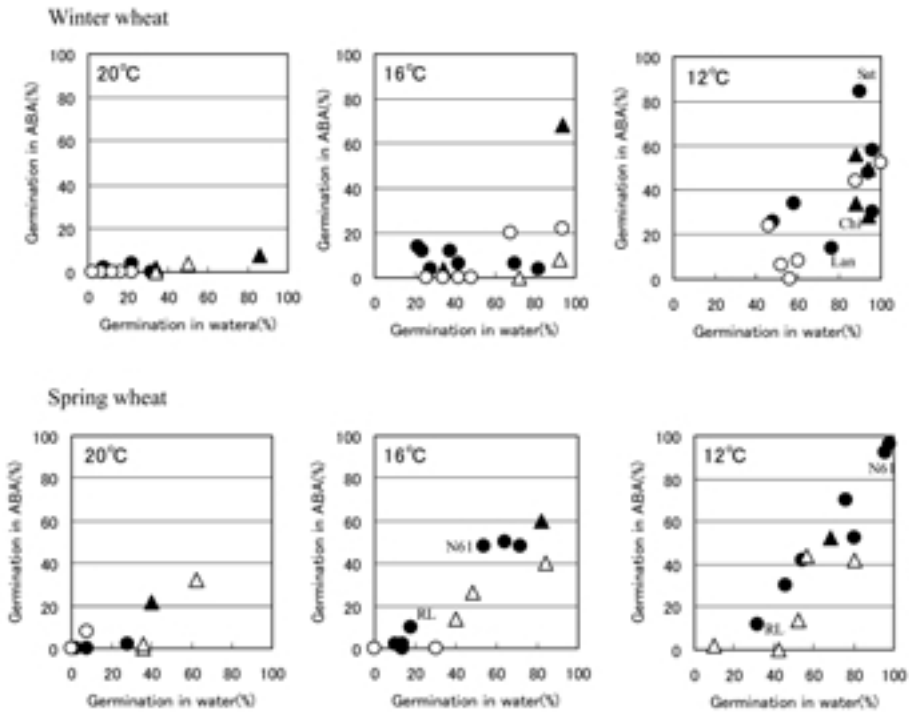 Winter wheat
20°C
Germination in ABA(%)
100
80
60
40
20
0
0 20 40 60 80 100
Germination in watera(%)
16°C
Germination in ABA(%)
100
80
60
40
20
0
0 20 40 60 80 100
Germination in water(%)
12°C
Germination in ABA(%)
100
80
60
40
20
0
Sat
Chi
Lan
0 20 40 60 80 100
Germination in water(%)
Spring wheat
20°C
Germination in ABA(%)
100
80
60
40
20
0
0 20 40 60 80 100
Germination in water(%)
16°C
Germination in ABA(%)
100
80
60
40
20
0
N61
RL
0 20 40 60 80 100
Germination in water(%)
12°C
Germination in ABA(%)
100
80
60
40
20
0
N61
RL
0 20 40 60 80 100
Germination in water(%)